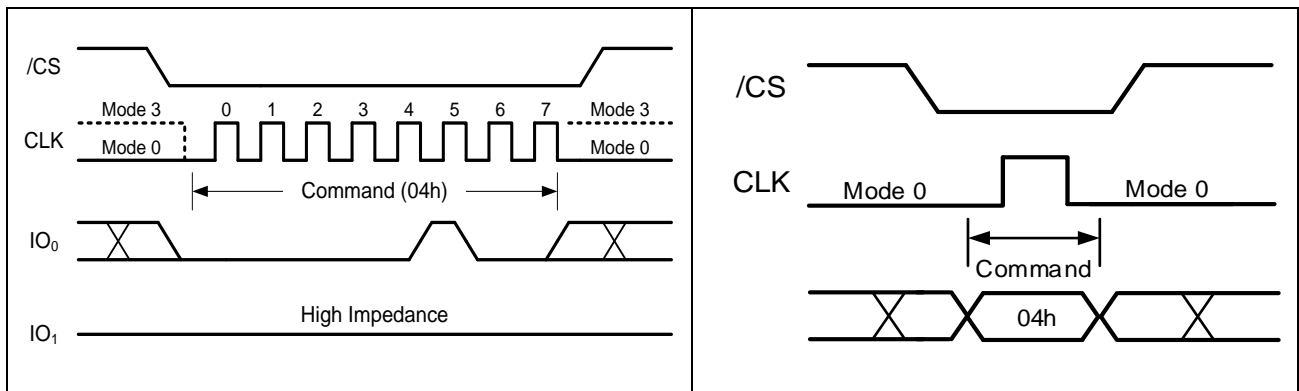 /CS
Mode 3 0 1 2 3 4 5 6 7 Mode 3
CLK
Mode 0 Mode 0
Command (04h)
IO₀
High Impedance
IO₁
/CS
CLK
Mode 0 Mode 0
Command
04h